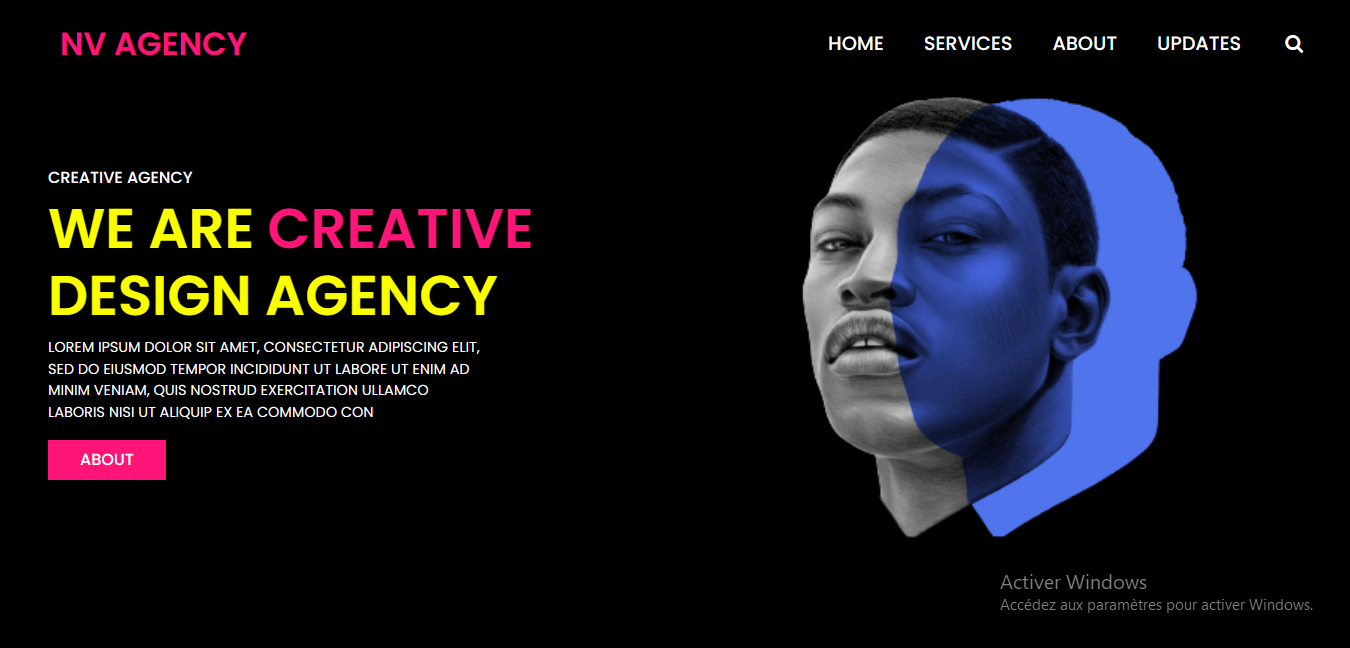 NV AGENCY
HOME SERVICES ABOUT UPDATES
CREATIVE AGENCY
WE ARE CREATIVE
DESIGN AGENCY
LOREM IPSUM DOLOR SIT AMET, CONSECTETUR ADIPISCING ELIT,
SED DO EIUSMOD TEMPOR INCIDIDUNT UT LABORE UT ENIM AD
MINIM VENIAM, QUIS NOSTRUD EXERCITATION ULLAMCO
LABORIS NISI UT ALIQUIP EX EA COMMODO CON
ABOUT
Activer Windows
Accédez aux paramètres pour activer Windows.